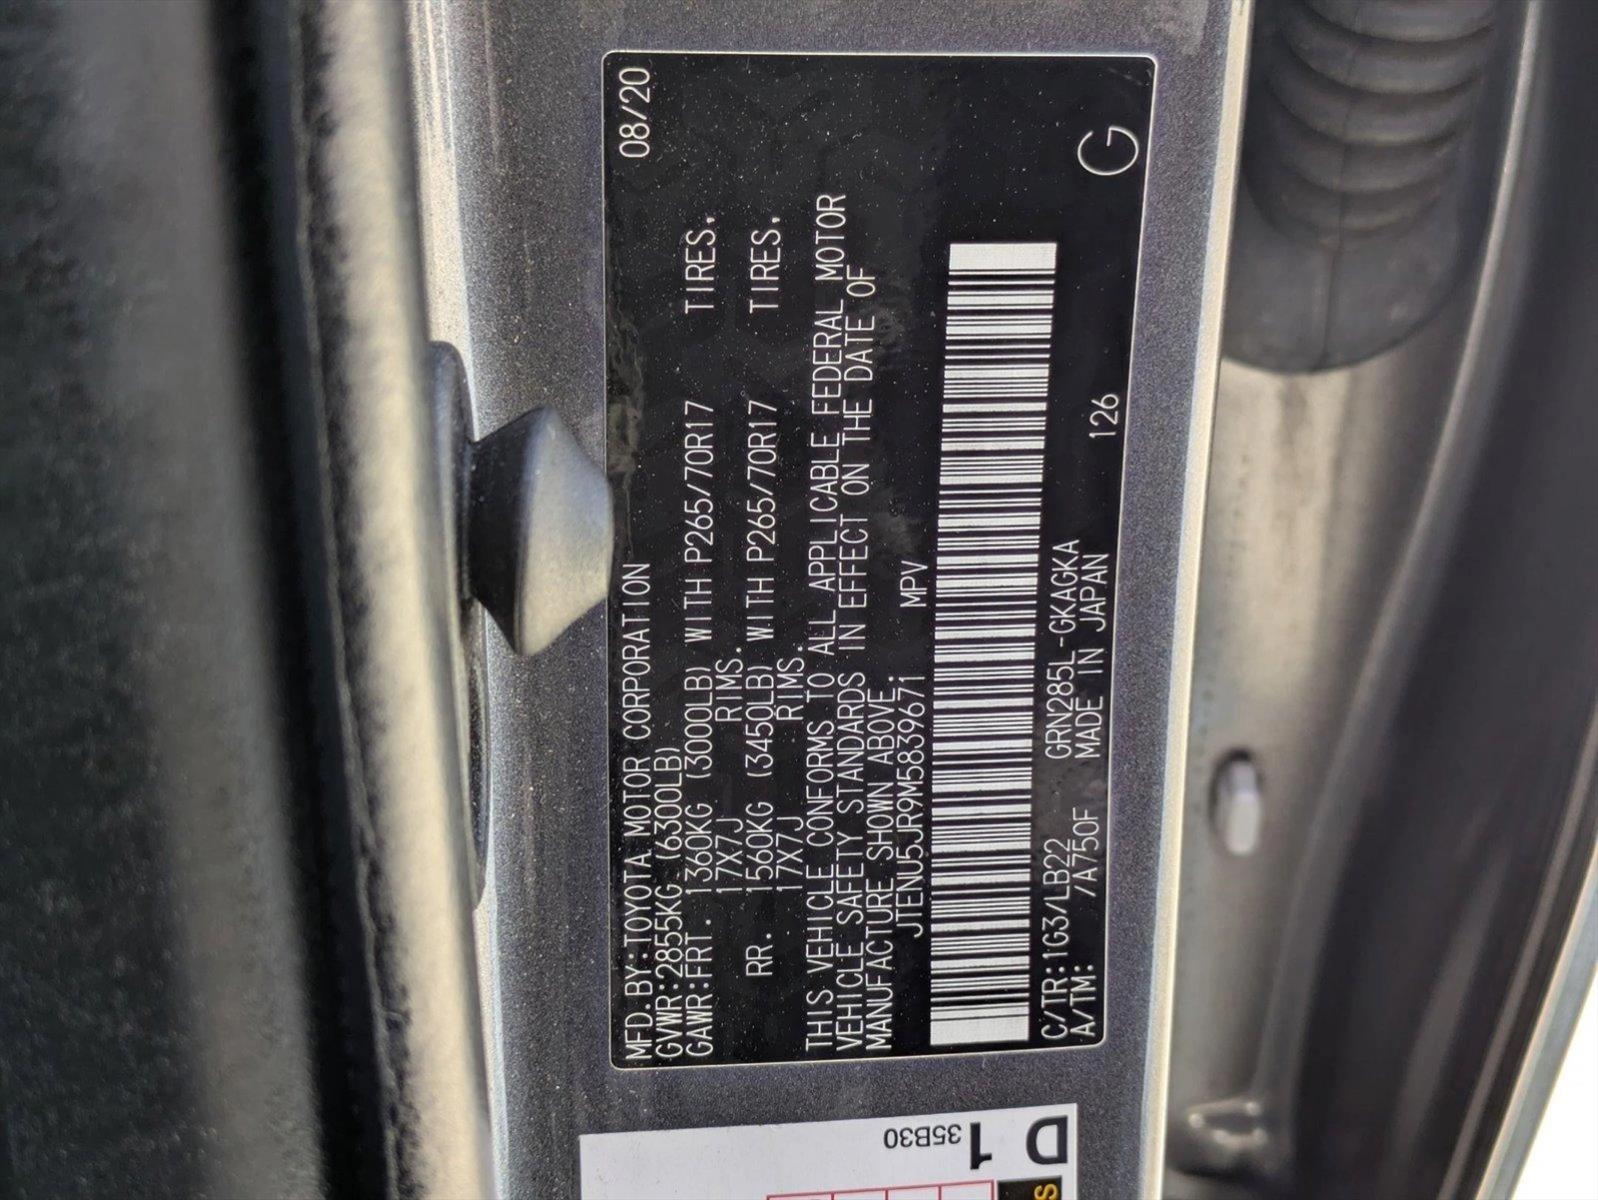 MFD.BY:TOYOTA MOTOR CORPORATION 08/20
GVWR:2855KG(6300LB)
GAWR:FRT. 1360KG (3000LB) WITH P265/70R17 TIRES.
17X7J RIMS.
RR. 1560KG (3450LB) WITH P265/70R17 TIRES.
17X7J RIMS.
THIS VEHICLE CONFORMS TO ALL APPLICABLE FEDERAL MOTOR
VEHICLE SAFETY STANDARDS IN EFFECT ON THE DATE OF
MANUFACTURE SHOWN ABOVE.
JTENU5JR9M5839671 MPV
C/TR:1G3/LB22 GRN285L-GKAGKA
A/TM: /A750F MADE IN JAPAN 126 G
D1
35B30
S